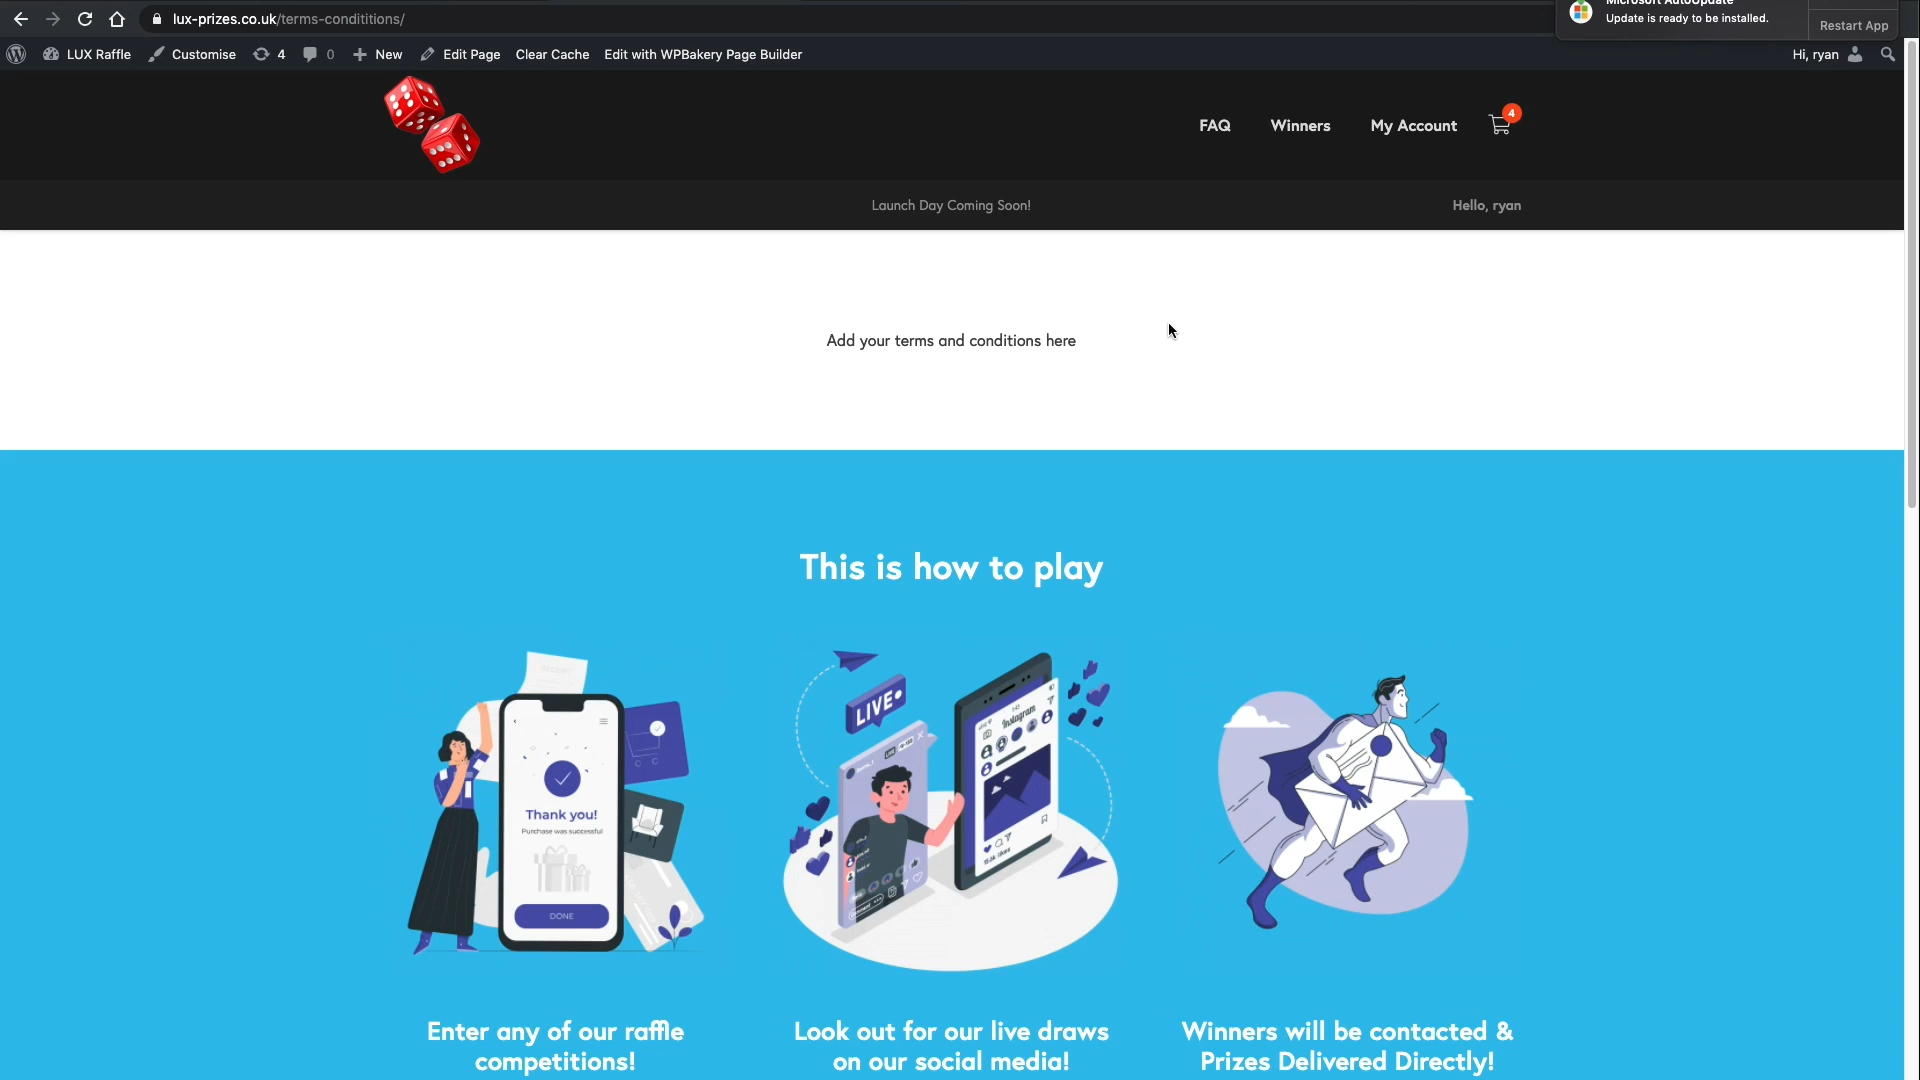 lux-prizes.co.uk/terms-condititions/
Microsoft AutoUpdate
Update is ready to be installed.
Restart App
LUX Raffle
Customise
4
0
New
Edit Page
Clear Cache
Edit with WPBakery Page Builder
Hi, ryan
FAQ
Winners
My Account
4
Launch Day Coming Soon!
Hello, ryan
Add your terms and conditions here
This is how to play
Thank you!
Purchase was successful
DONE
LIVE
Instagram
LIVE
Enter any of our raffle
competitions!
Look out for our live draws
on our social media!
Winners will be contacted &
Prizes Delivered Directly!